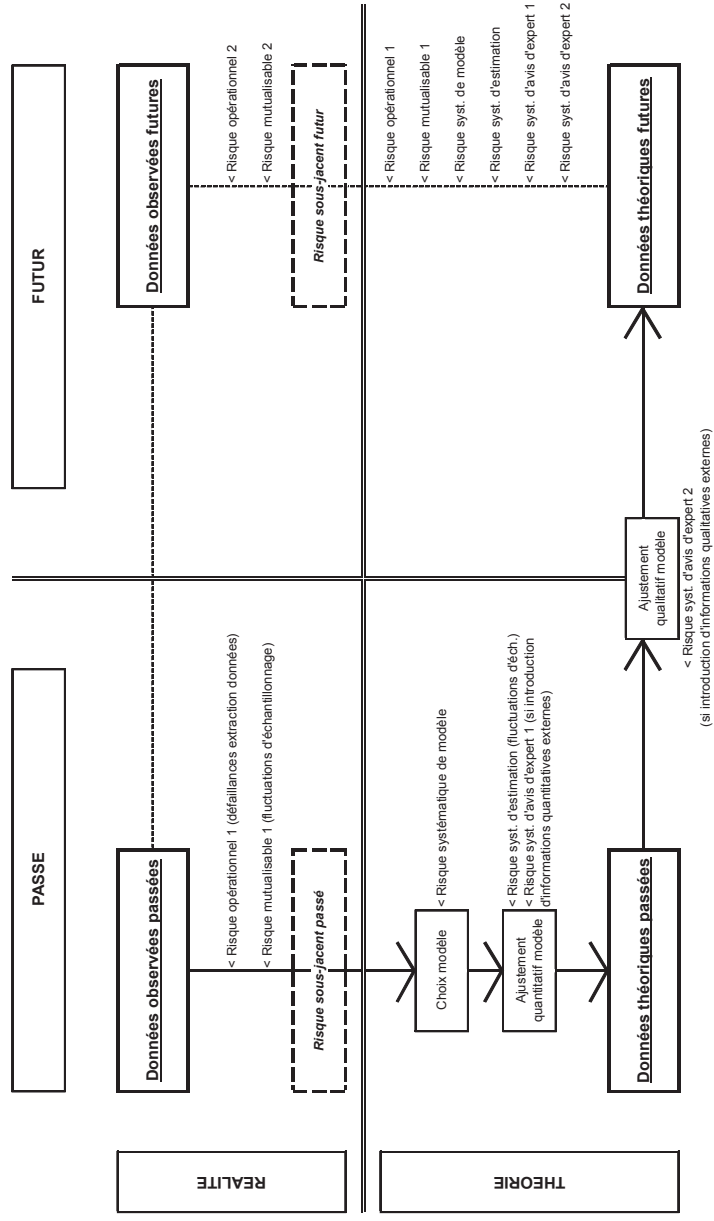 PASSE
FUTUR
REALITE
Données observées passées
Données observées futures
< Risque opérationnel 1 (défaillances extraction données)
< Risque mutualisable 1 (fluctuations d'échantillonnage)
< Risque opérationnel 2
< Risque mutualisable 2
Risque sous-jacent passé
Risque sous-jacent futur
THEORIE
Choix modèle
< Risque systématique de modèle
Ajustement
quantitatif modèle
< Risque syst. d'estimation (fluctuations d'éch.)
< Risque syst. d'avis d'expert 1 (si introduction
d'informations quantitatives externes)
< Risque opérationnel 1
< Risque mutualisable 1
< Risque syst. de modèle
< Risque syst. d'estimation
< Risque syst. d'avis d'expert 1
< Risque syst. d'avis d'expert 2
Données théoriques passées
Ajustement
qualitatif modèle
Données théoriques futures
< Risque syst. d'avis d'expert 2
(si introduction d'informations qualitatives externes)